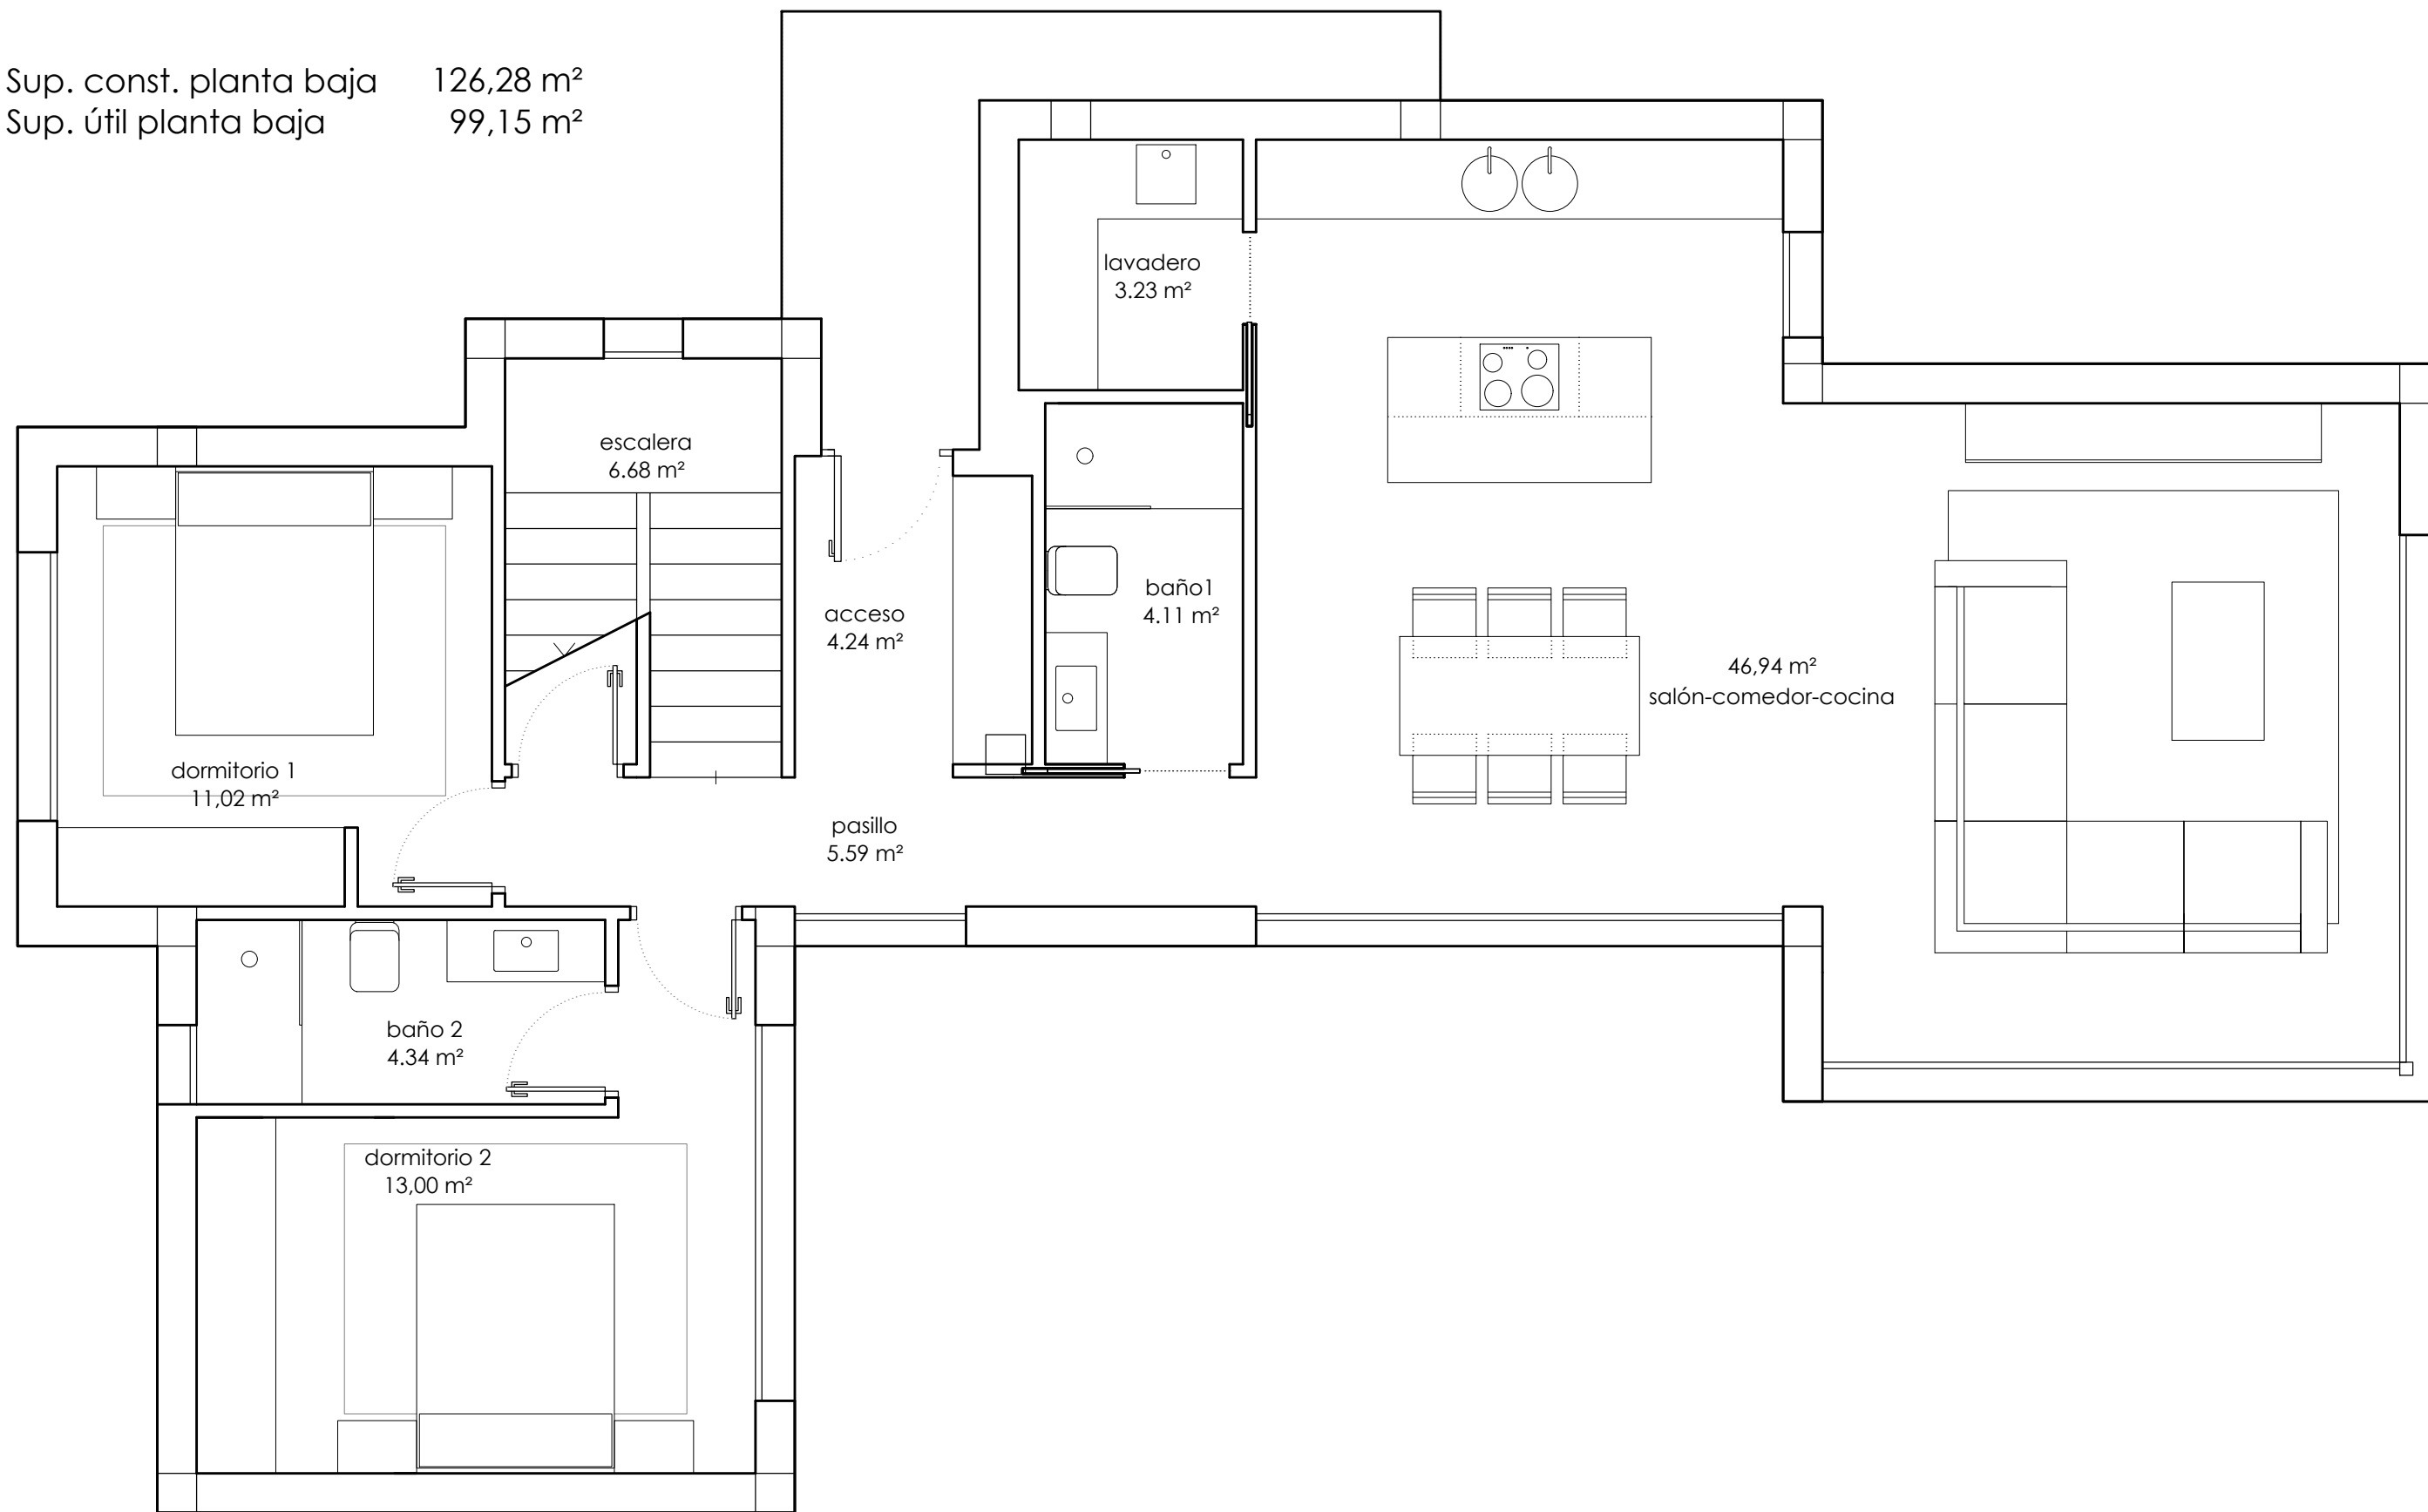 Sup. const. planta baja 126,28 m²
Sup. útil planta baja 99,15 m²
lavadero
3.23 m²
escalera
6.68 m²
baño1
4.11 m²
acceso
4.24 m²
46,94 m²
salón-comedor-cocina
dormitorio 1
11,02 m²
pasillo
5.59 m²
baño 2
4.34 m²
dormitorio 2
13,00 m²